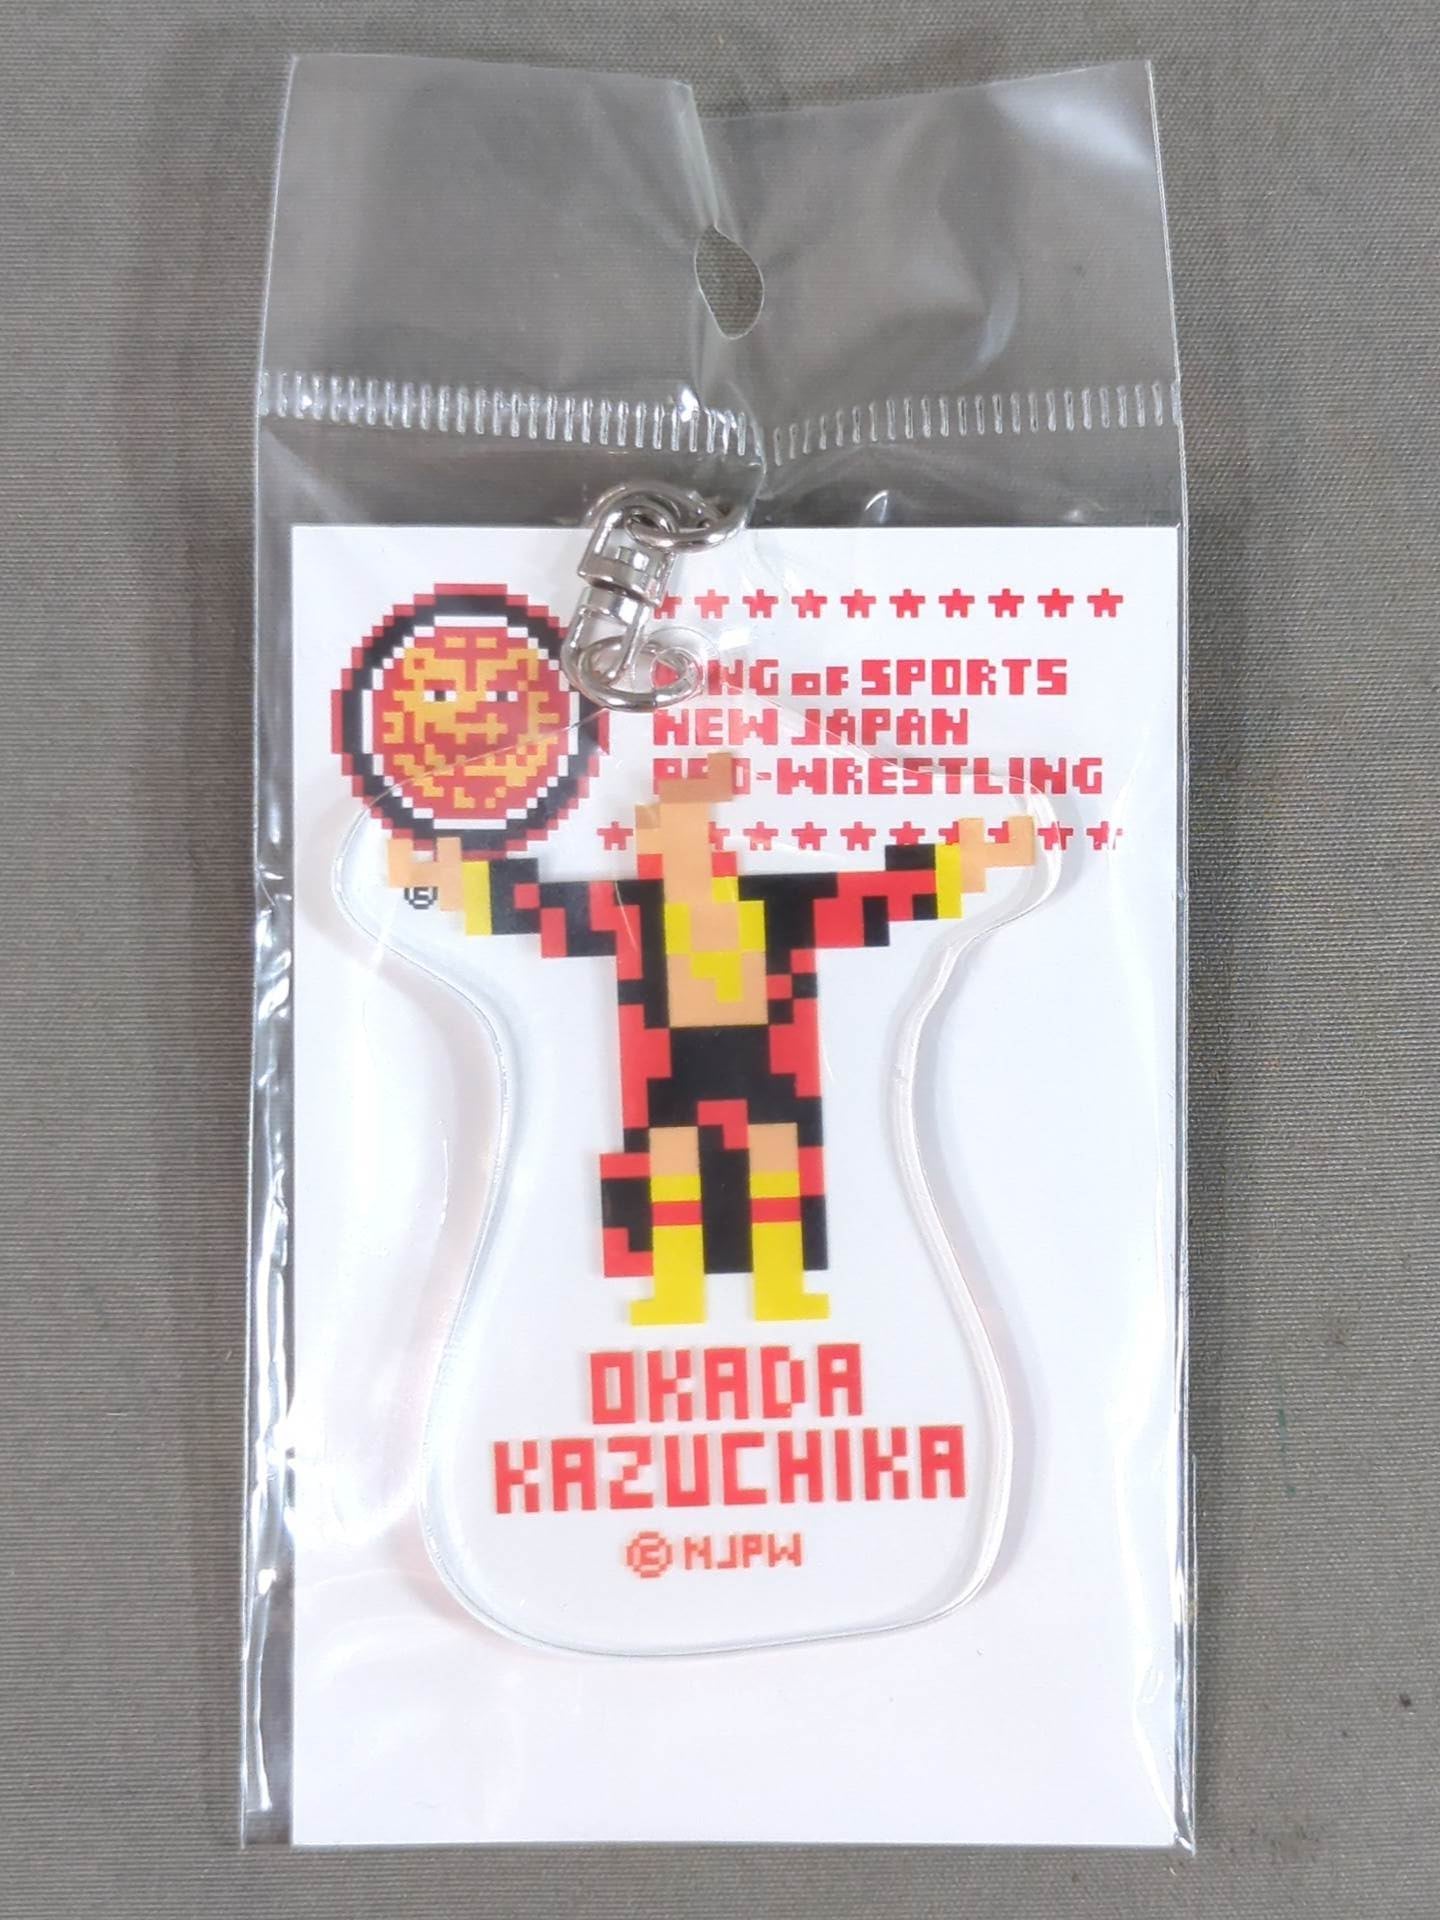 ★★★★★★★★★★
KING OF SPORTS
NEW JAPAN
PRO-WRESTLING
★★★★★★★★★★★
©
OKADA
KAZUCHIKA
© NJPW